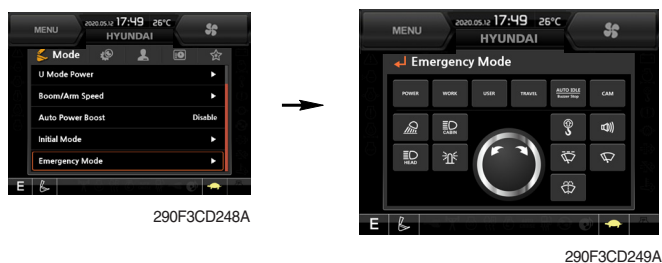 MENU
2020.05.12 17:49 26°C
HYUNDAI
Mode
U Mode Power
Boom/Arm Speed
Auto Power Boost Disable
Initial Mode
Emergency Mode
E
290F3CD248A
MENU
2020.05.12 17:49 26°C
HYUNDAI
Emergency Mode
POWER WORK USER TRAVEL AUTO IDLE CAM
Buzzer Stop
CABIN
HEAD
E
290F3CD249A